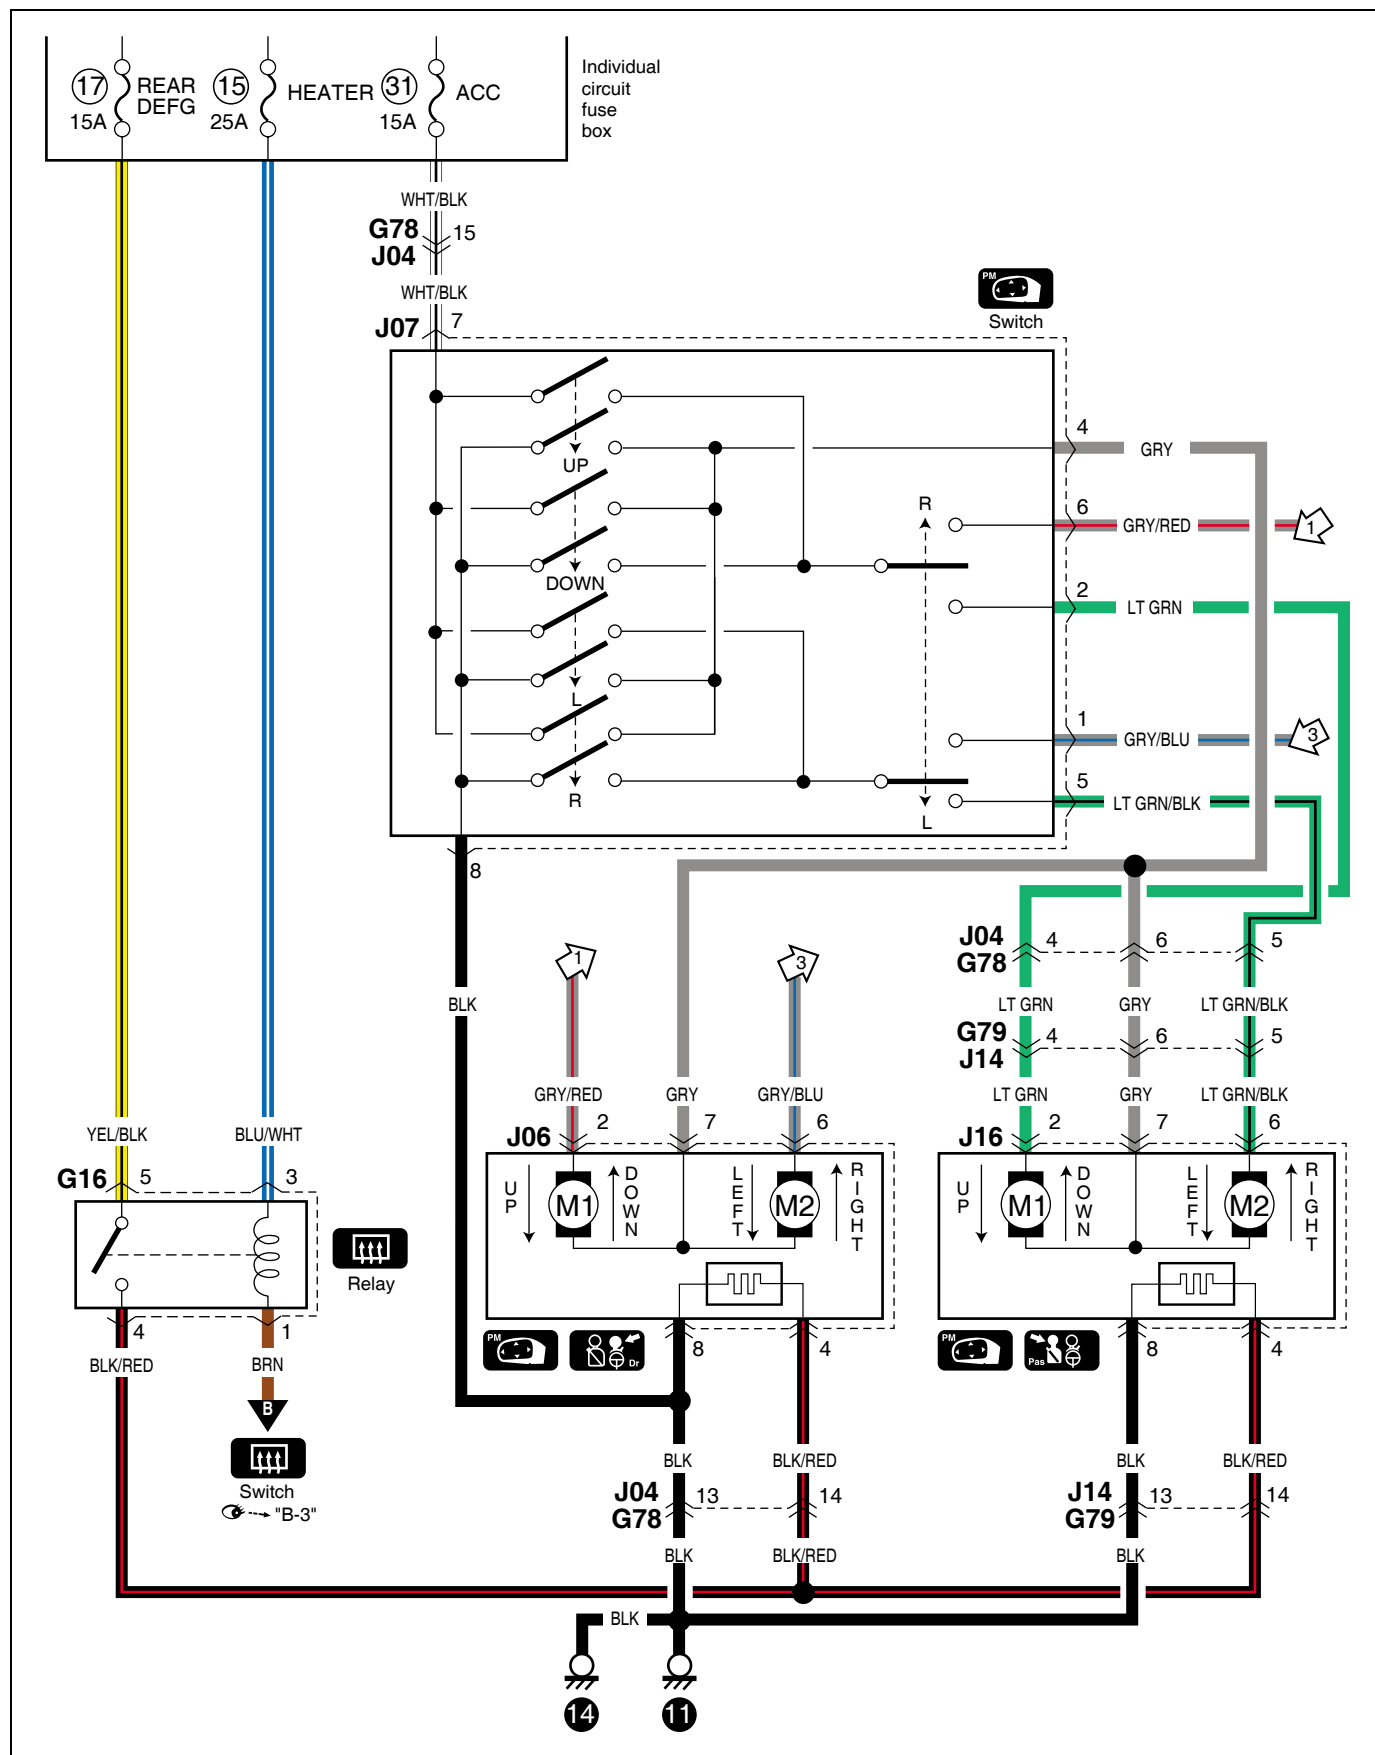 17 REAR DEFG 15A
15 HEATER 25A
31 ACC 15A
Individual
circuit
fuse
box
WHT/BLK
G78 15
J04
WHT/BLK
J07 7
PM
Switch
UP
DOWN
L
R
R
L
4 GRY
6 GRY/RED 1
2 LT GRN
1 GRY/BLU 3
5 LT GRN/BLK
8
1
3
BLK
J04 4 6 5
G78
LT GRN GRY LT GRN/BLK
G79 4 6 5
J14
GRY/RED GRY GRY/BLU
LT GRN GRY LT GRN/BLK
J06 2 7 6
J16 2 7 6
YEL/BLK BLU/WHT
G16 5 3
UP M1 DOWN LEFT M2 RIGHT
UP M1 DOWN LEFT M2 RIGHT
Relay
4 1
BLK/RED BRN
B
Switch
"B-3"
PM Dr 8 4
PM Pas 8 4
BLK BLK/RED
BLK BLK/RED
J04 13 14
G78
J14 13 14
G79
BLK BLK/RED
BLK
BLK
14 11